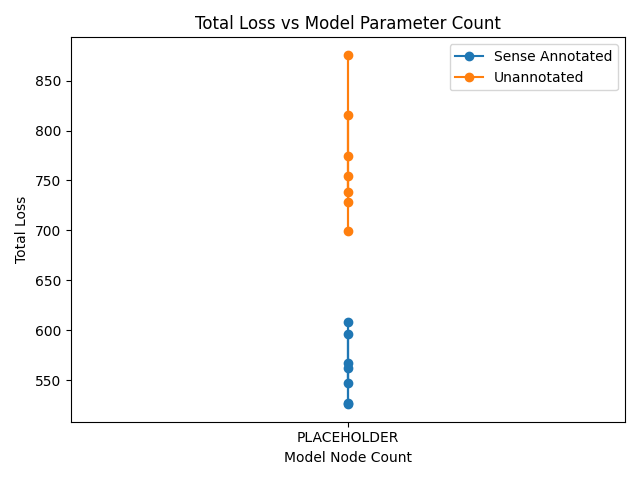 Total Loss vs Model Parameter Count
Sense Annotated
Unannotated
850
800
750
700
650
600
550
Total Loss
PLACEHOLDER
Model Node Count